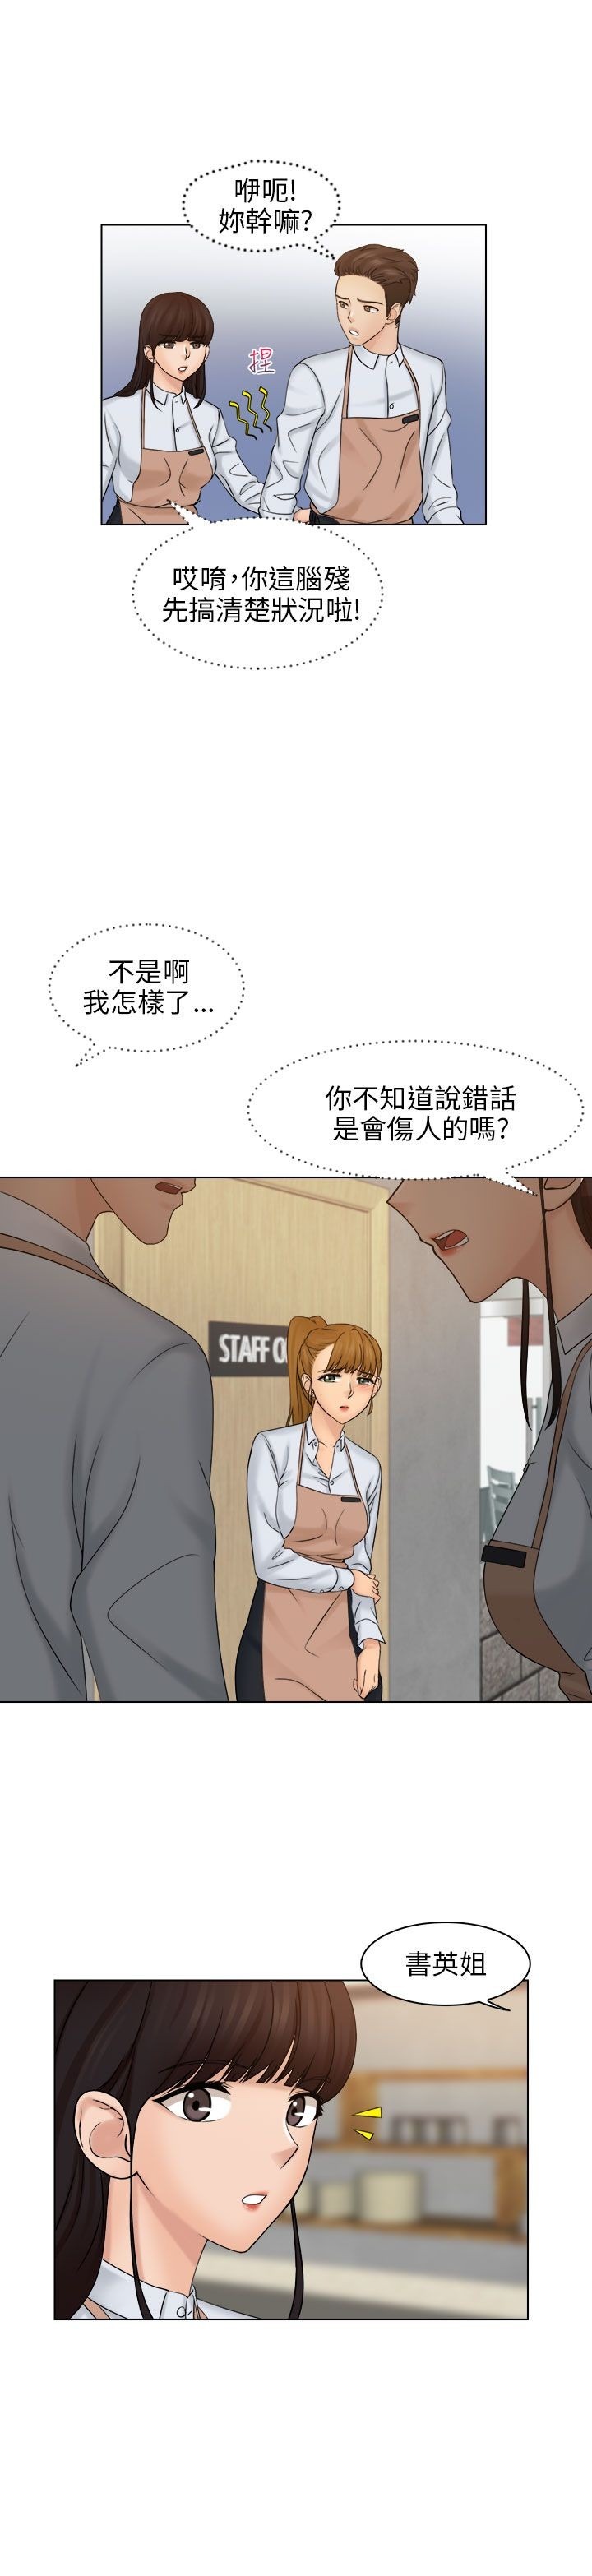 咿呃!
妳幹嘛?
捏
哎唷,你這腦殘
先搞清楚狀況啦!
不是啊
我怎樣了...
你不知道說錯話
是會傷人的嗎?
STAFF O
書英姐